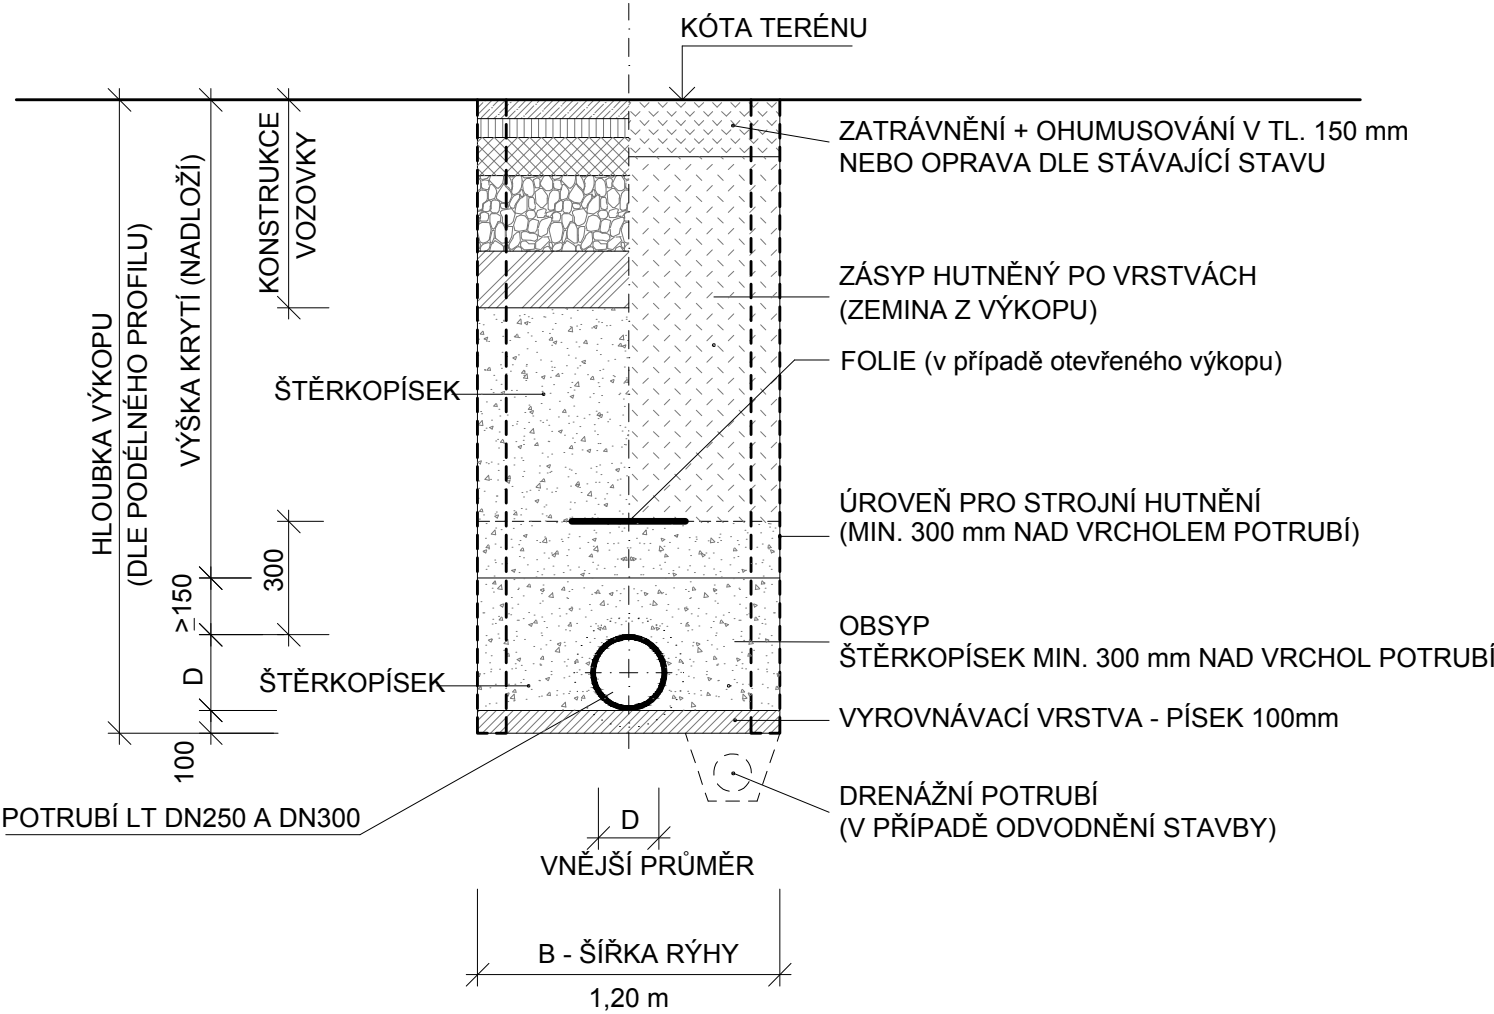 KÓTA TERÉNU
ZATRÁVNĚNÍ + OHUMUSOVÁNÍ V TL. 150 mm
NEBO OPRAVA DLE STÁVAJÍCÍ STAVU
ZÁSYP HUTNĚNÝ PO VRSTVÁCH
(ZEMINA Z VÝKOPU)
FOLIE (v případě otevřeného výkopu)
ÚROVEŇ PRO STROJNÍ HUTNĚNÍ
(MIN. 300 mm NAD VRCHOLEM POTRUBÍ)
OBSYP
ŠTĚRKOPÍSEK MIN. 300 mm NAD VRCHOL POTRUBÍ
VYROVNÁVACÍ VRSTVA - PÍSEK 100mm
DRENÁŽNÍ POTRUBÍ
(V PŘÍPADĚ ODVODNĚNÍ STAVBY)
HLOUBKA VÝKOPU
(DLE PODÉLNÉHO PROFILU)
VÝŠKA KRYTÍ (NADLOŽÍ)
KONSTRUKCE
VOZOVKY
ŠTĚRKOPÍSEK
300
≥150
D
100
ŠTĚRKOPÍSEK
POTRUBÍ LT DN250 A DN300
D
VNĚJŠÍ PRŮMĚR
B - ŠÍŘKA RÝHY
1,20 m